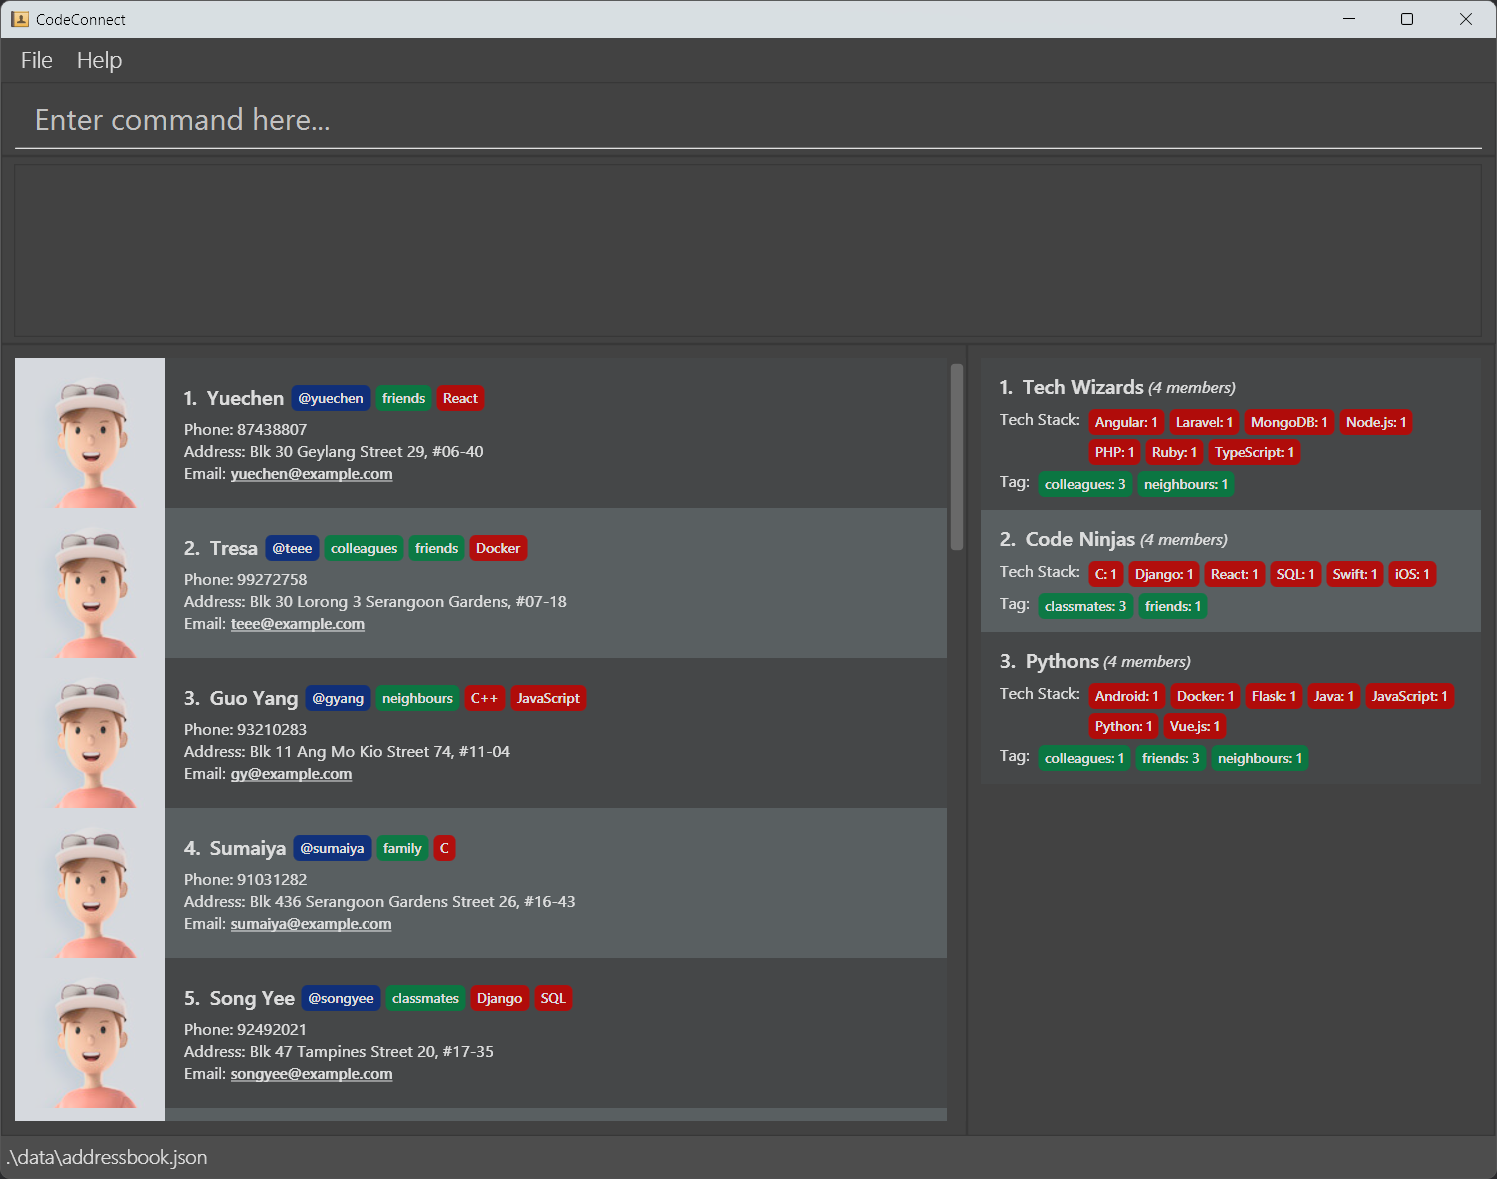 CodeConnect
File Help
Enter command here...
1. Yuechen @yuechen friends React
Phone: 87438807
Address: Blk 30 Geylang Street 29, #06-40
Email: yuechen@example.com
2. Tresa @teee colleagues friends Docker
Phone: 99272758
Address: Blk 30 Lorong 3 Serangoon Gardens, #07-18
Email: teee@example.com
3. Guo Yang @gyang neighbours C++ JavaScript
Phone: 93210283
Address: Blk 11 Ang Mo Kio Street 74, #11-04
Email: gy@example.com
4. Sumaiya @sumaiya family C
Phone: 91031282
Address: Blk 436 Serangoon Gardens Street 26, #16-43
Email: sumaiya@example.com
5. Song Yee @songyee classmates Django SQL
Phone: 92492021
Address: Blk 47 Tampines Street 20, #17-35
Email: songyee@example.com
1. Tech Wizards (4 members)
Tech Stack: Angular: 1 Laravel: 1 MongoDB: 1 Node.js: 1
PHP: 1 Ruby: 1 TypeScript: 1
Tag: colleagues: 3 neighbours: 1
2. Code Ninjas (4 members)
Tech Stack: C: 1 Django: 1 React: 1 SQL: 1 Swift: 1 iOS: 1
Tag: classmates: 3 friends: 1
3. Pythons (4 members)
Tech Stack: Android: 1 Docker: 1 Flask: 1 Java: 1 JavaScript: 1
Python: 1 Vue.js: 1
Tag: colleagues: 1 friends: 3 neighbours: 1
.\data\addressbook.json